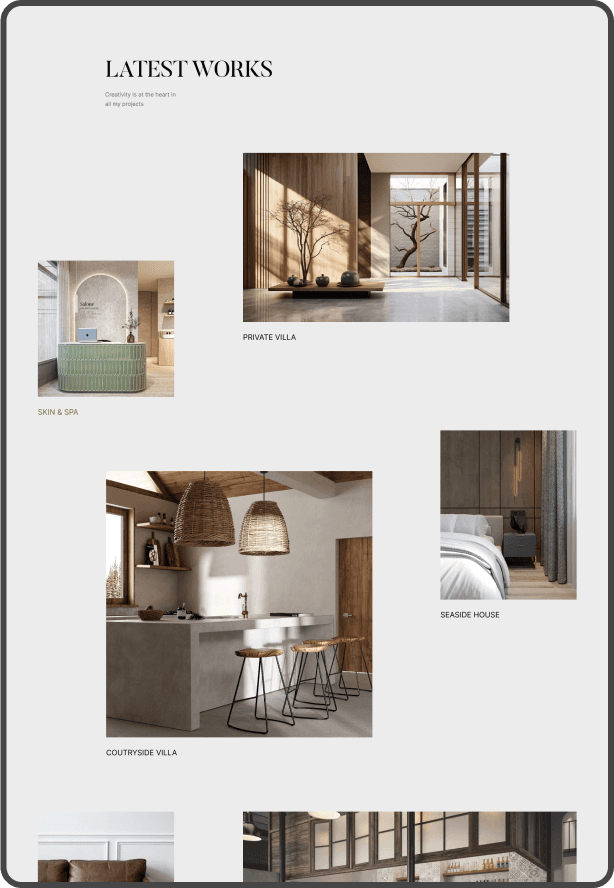 LATEST WORKS
Creativity is at the heart in
all my projects
PRIVATE VILLA
SKIN & SPA
SEASIDE HOUSE
COUTRYSIDE VILLA